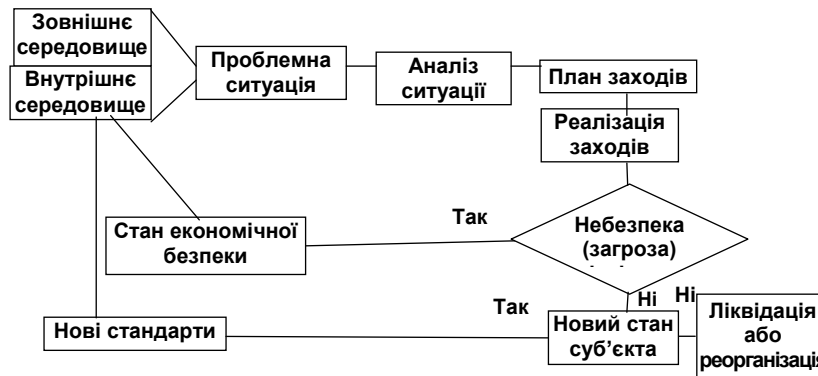 Зовнішнє
середовище
Внутрішнє
середовище
Проблемна
ситуація
Аналіз
ситуації
План заходів
Реалізація
заходів
Так
Небезпека
(загроза)
Стан економічної
безпеки
Так
Ні
Ні
Нові стандарти
Новий стан
суб’єкта
Ліквідація
або
реорганізація